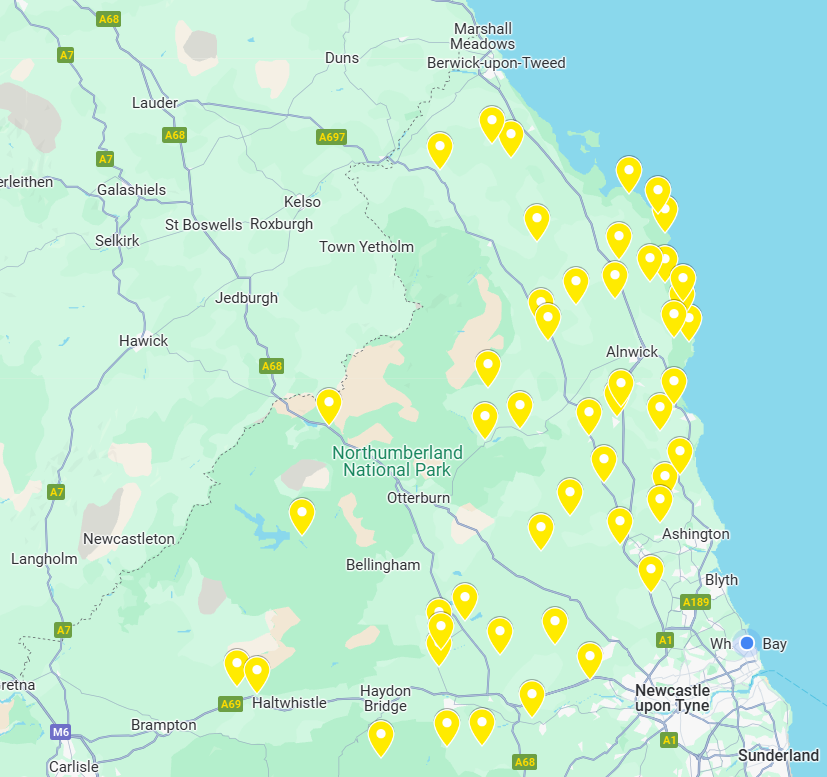 A68
Marshall
Meadows
A7
Duns
Berwick-upon-Tweed
Lauder
A68
A697
A7
erleithen
Galashiels
Kelso
St Boswells
Roxburgh
Selkirk
Town Yetholm
Jedburgh
Hawick
Alnwick
A68
Northumberland
National Park
A7
Otterburn
Newcastleton
Ashington
Langholm
Bellingham
Blyth
A189
A7
A1
Wh
Bay
retna
Haydon
Bridge
Newcastle
upon Tyne
A69
Haltwhistle
Brampton
M6
A1
Carlisle
A68
Sunderland